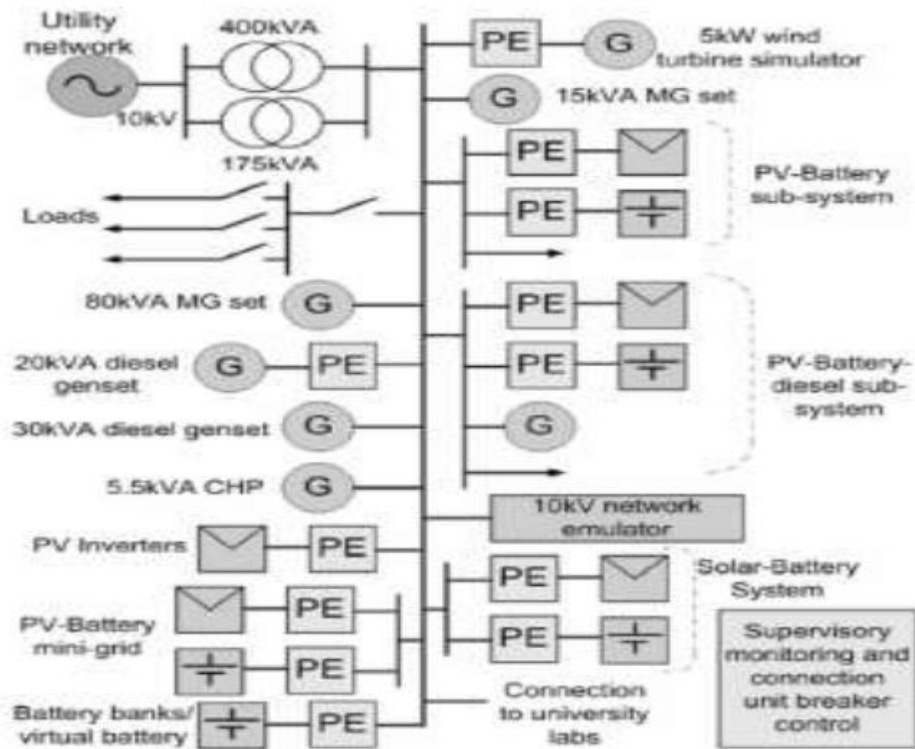 Utility
network
400kVA
10kV
175kVA
Loads
80kVA MG set
G
20kVA diesel
genset
G
PE
30kVA diesel genset
G
5.5kVA CHP
G
PV Inverters
PE
PV-Battery
mini-grid
PE
PE
Battery banks/
virtual battery
PE
PE
G
5kW wind
turbine simulator
G
15kVA MG set
PE
PE
PV-Battery
sub-system
PE
PE
G
PV-Battery-
diesel sub-
system
10kV network
emulator
PE
PE
Solar-Battery
System
Connection
to university
labs
Supervisory
monitoring and
connection
unit breaker
control